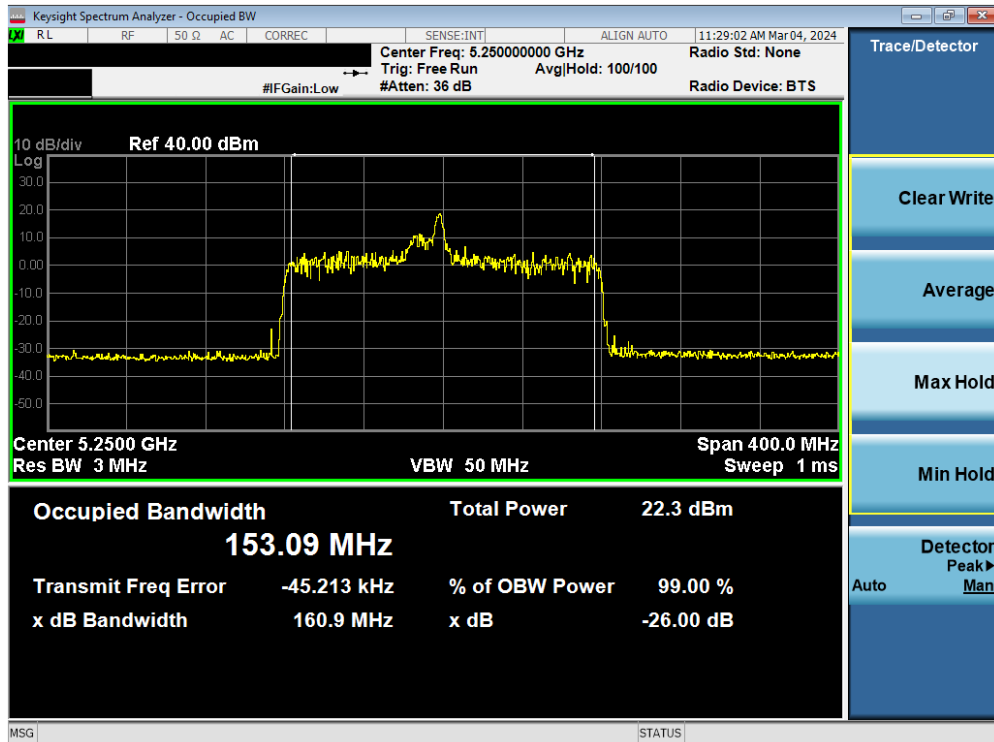 Keysight Spectrum Analyzer - Occupied BW
LXI RL RF 50 Ω AC CORREC SENSE:INT ALIGN AUTO 11:29:02 AM Mar 04, 2024
Center Freq: 5.250000000 GHz Radio Std: None
Trig: Free Run Avg|Hold: 100/100
#IFGain:Low #Atten: 36 dB Radio Device: BTS
10 dB/div Ref 40.00 dBm
Log
30.0
20.0
10.0
0.00
-10.0
-20.0
-30.0
-40.0
-50.0
Center 5.2500 GHz Span 400.0 MHz
Res BW 3 MHz VBW 50 MHz Sweep 1 ms
Occupied Bandwidth Total Power 22.3 dBm
153.09 MHz
Transmit Freq Error -45.213 kHz % of OBW Power 99.00 %
x dB Bandwidth 160.9 MHz x dB -26.00 dB
Trace/Detector
Clear Write
Average
Max Hold
Min Hold
Detector
Peak▶
Auto Man
MSG STATUS